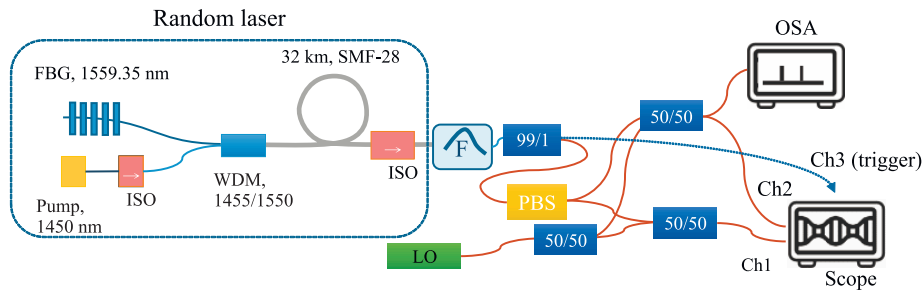 Random laser
FBG, 1559.35 nm
32 km, SMF-28
OSA
50/50
F
99/1
Ch3 (trigger)
ISO
WDM,
1455/1550
ISO
Pump,
1450 nm
PBS
Ch2
50/50
50/50
LO
Ch1
Scope